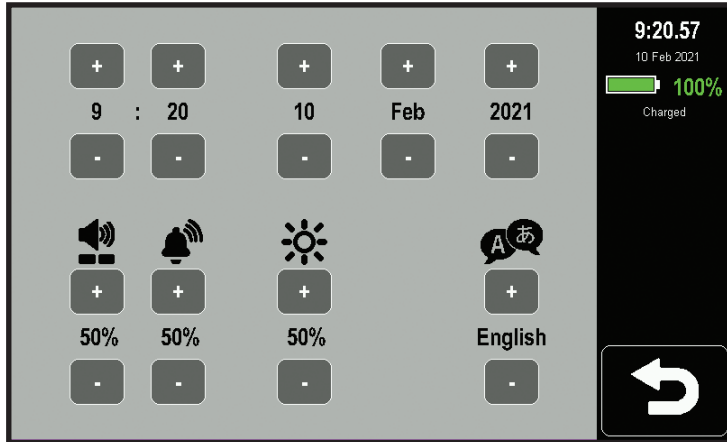 + + + + +
9 : 20 10 Feb 2021
- - - - -
A あ
+ + + +
50% 50% 50% English
- - - -
9:20.57
10 Feb 2021
100%
Charged